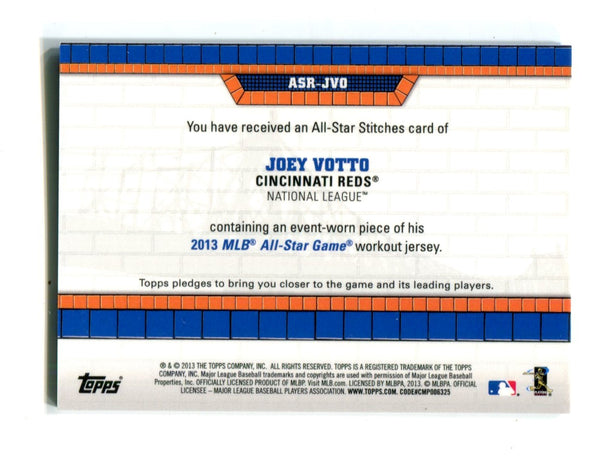 ASR-JVO
You have received an All-Star Stitches card of
JOEY VOTTO
CINCINNATI REDS®
NATIONAL LEAGUE™
containing an event-worn piece of his
2013 MLB® All-Star Game® workout jersey.
Topps pledges to bring you closer to the game and its leading players.
® & © 2013 THE TOPPS COMPANY, INC. ALL RIGHTS RESERVED. TOPPS IS A REGISTERED TRADEMARK OF THE TOPPS
COMPANY, INC. Major League Baseball trademarks and copyrights are used with permission of Major League Baseball
Properties, Inc. OFFICIALLY LICENSED PRODUCT OF MLBP. Visit MLB.com. LICENSED BY MLBPA, 2013. © MLBPA. OFFICIAL
LICENSEE – MAJOR LEAGUE BASEBALL PLAYERS ASSOCIATION. WWW.TOPPS.COM. CODE#CMP006325
topps